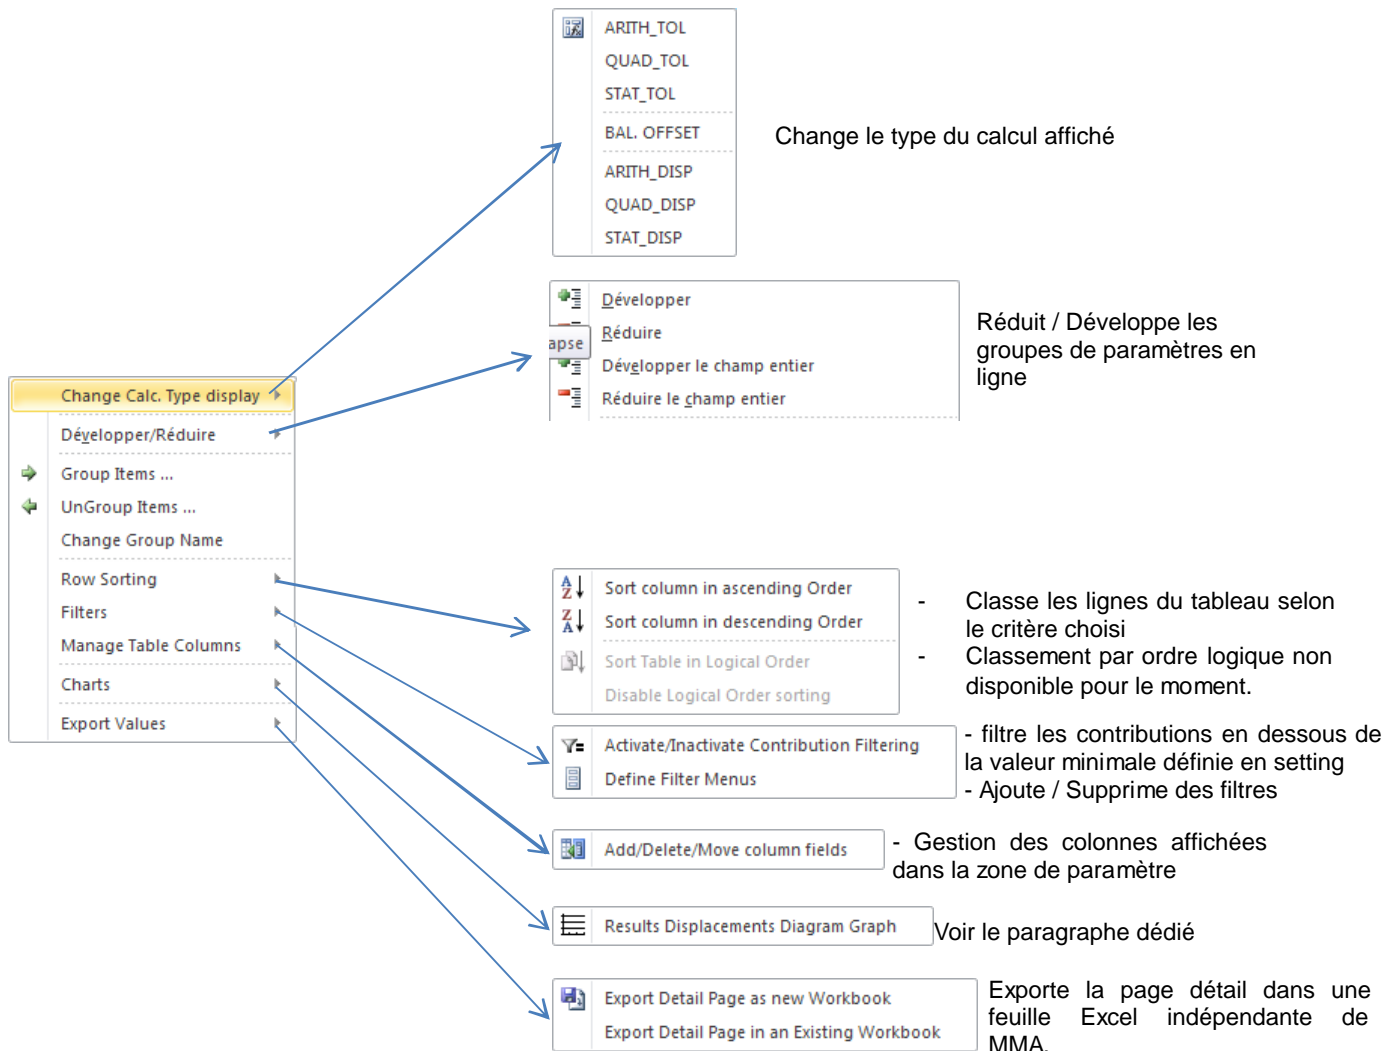 ARITH_TOL
QUAD_TOL
STAT_TOL
BAL. OFFSET
ARITH_DISP
QUAD_DISP
STAT_DISP
Change le type du calcul affiché
Développer
Réduire
apse
Développer le champ entier
Réduire le champ entier
Réduit / Développe les
groupes de paramètres en
ligne
Change Calc. Type display
Développer/Réduire
Group Items ...
UnGroup Items ...
Change Group Name
Row Sorting
Filters
Manage Table Columns
Charts
Export Values
Sort column in ascending Order
Sort column in descending Order
Sort Table in Logical Order
Disable Logical Order sorting
- Classe les lignes du tableau selon
le critère choisi
- Classement par ordre logique non
disponible pour le moment.
Activate/Inactivate Contribution Filtering
Define Filter Menus
- filtre les contributions en dessous de
la valeur minimale définie en setting
- Ajoute / Supprime des filtres
Add/Delete/Move column fields
- Gestion des colonnes affichées
dans la zone de paramètre
Results Displacements Diagram Graph
Voir le paragraphe dédié
Export Detail Page as new Workbook
Export Detail Page in an Existing Workbook
Exporte la page détail dans une
feuille Excel indépendante de
MMA.